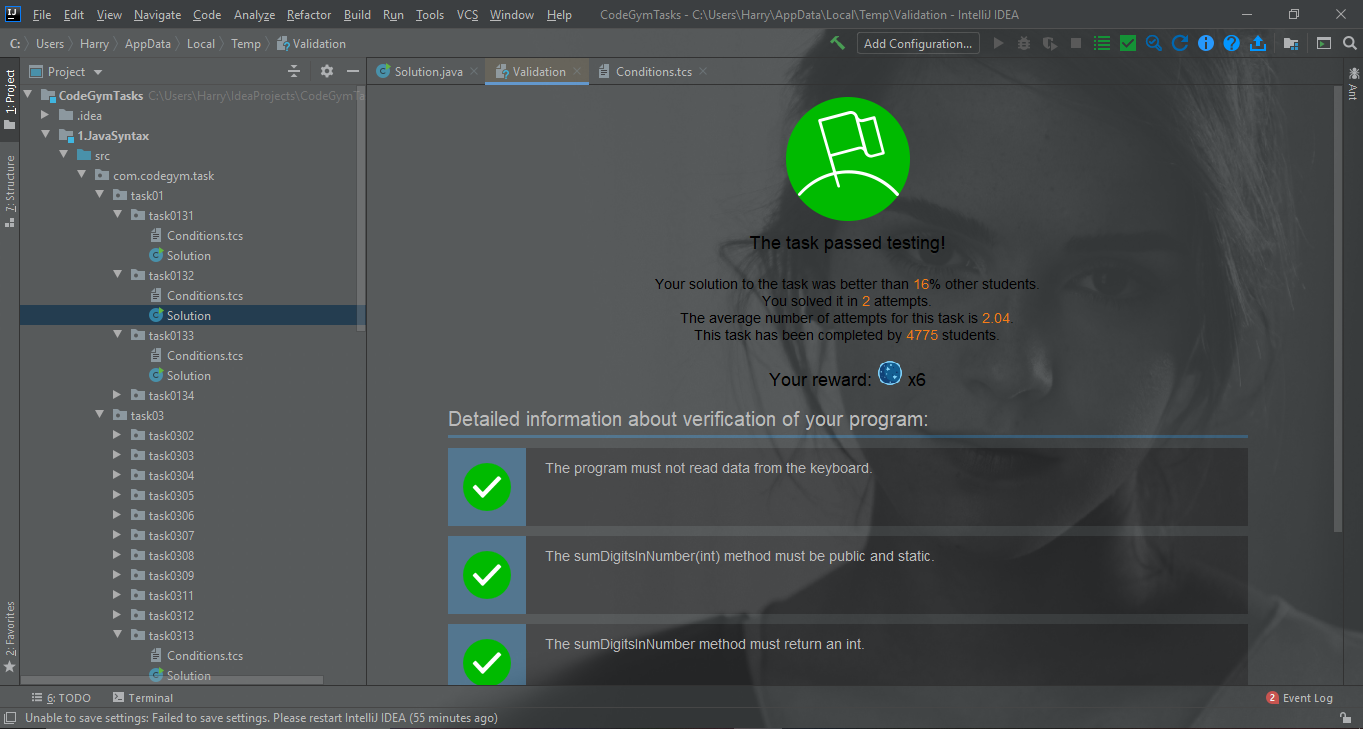 IJ File Edit View Navigate Code Analyze Refactor Build Run Tools VCS Window Help CodeGymTasks - C:\Users\Harry\AppData\Local\Temp\Validation - IntelliJ IDEA
C: Users Harry AppData Local Temp Validation Add Configuration...
1: Project
7: Structure
2: Favorites
Project
CodeGymTasks C:\Users\Harry\IdeaProjects\CodeGymTa
.idea
1.JavaSyntax
src
com.codegym.task
task01
task0131
Conditions.tcs
Solution
task0132
Conditions.tcs
Solution
task0133
Conditions.tcs
Solution
task0134
task03
task0302
task0303
task0304
task0305
task0306
task0307
task0308
task0309
task0311
task0312
task0313
Conditions.tcs
Solution
Solution.java Validation Conditions.tcs
The task passed testing!
Your solution to the task was better than 16% other students.
You solved it in 2 attempts.
The average number of attempts for this task is 2.04
This task has been completed by 4775 students.
Your reward: x6
Detailed information about verification of your program:
The program must not read data from the keyboard.
The sumDigitsInNumber(int) method must be public and static.
The sumDigitsInNumber method must return an int.
Ant
6: TODO Terminal 2 Event Log
Unable to save settings: Failed to save settings. Please restart IntelliJ IDEA (55 minutes ago)